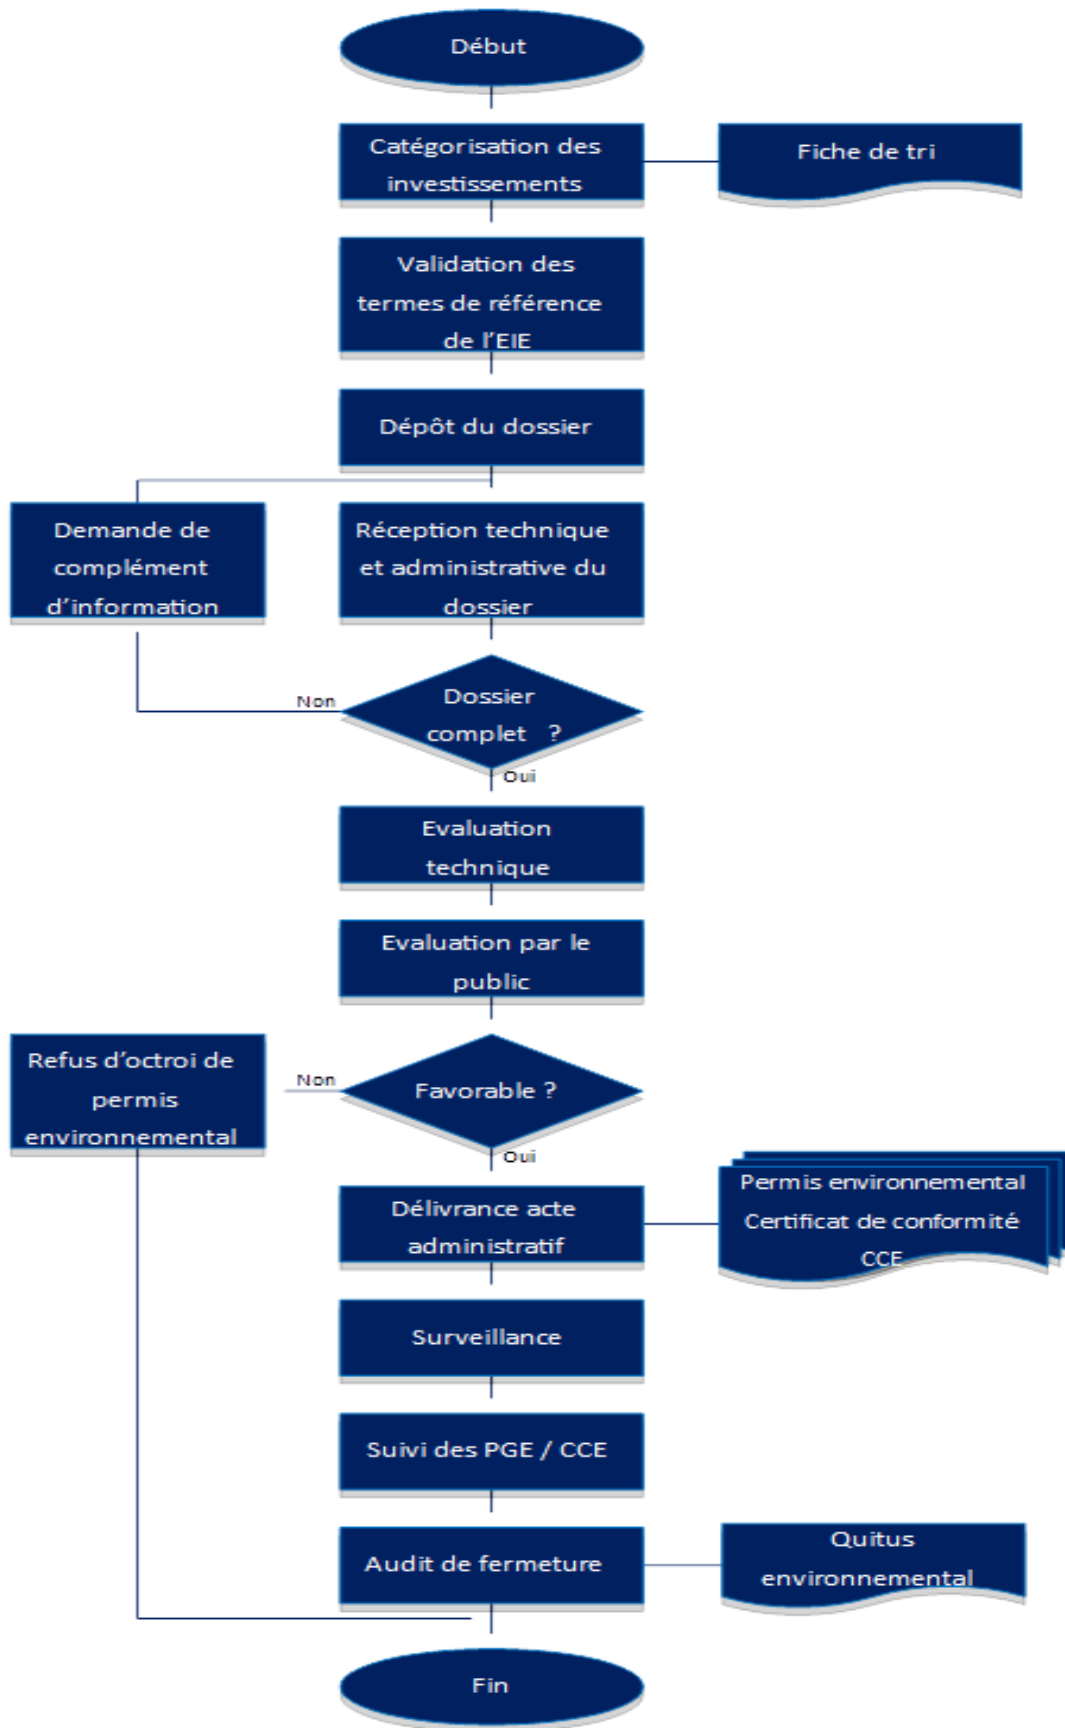 Début
Catégorisation des
investissements
Fiche de tri
Validation des
termes de référence
de l'EIE
Dépôt du dossier
Demande de
complément
d'information
Réception technique
et administrative du
dossier
Non
Dossier
complet ?
Oui
Evaluation
technique
Evaluation par le
public
Refus d'octroi de
permis
environnemental
Non
Favorable ?
Oui
Délivrance acte
administratif
Permis environnemental
Certificat de conformité
CCE
Surveillance
Suivi des PGE / CCE
Audit de fermeture
Quitus
environnemental
Fin